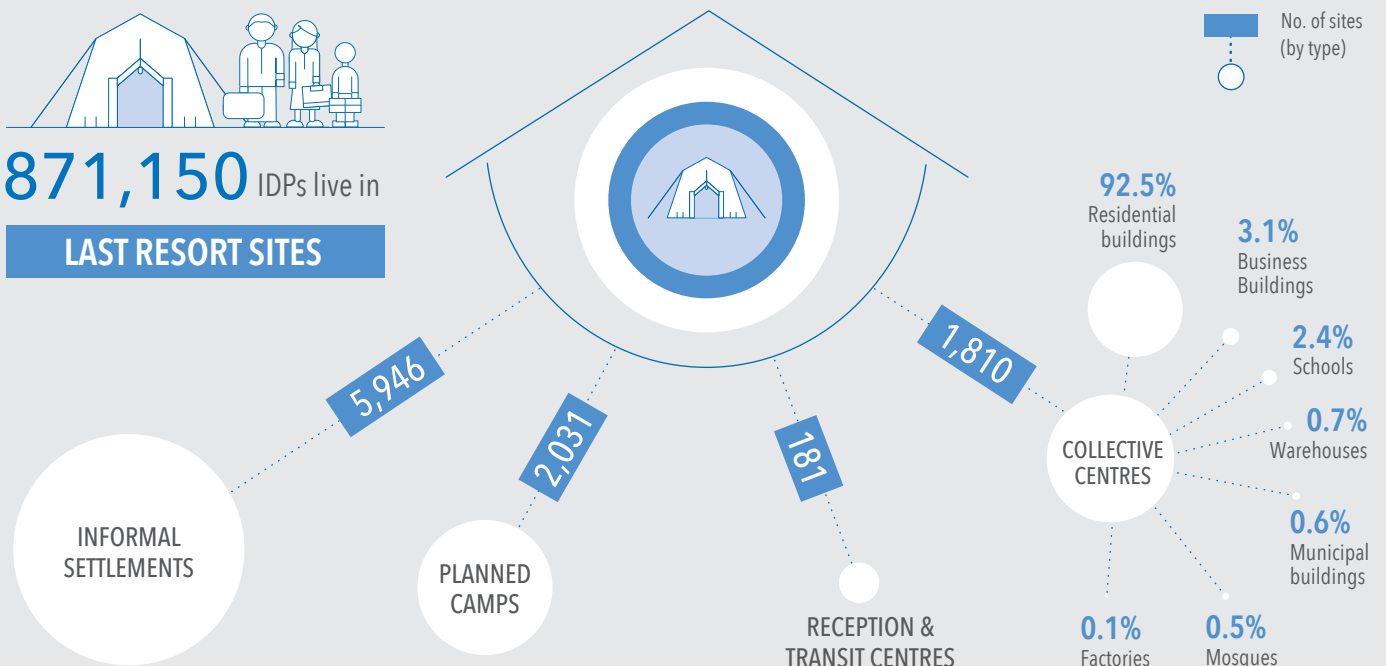 No. of sites
(by type)
871,150 IDPs live in
LAST RESORT SITES
5,946
2,031
181
1,810
INFORMAL
SETTLEMENTS
PLANNED
CAMPS
RECEPTION &
TRANSIT CENTRES
COLLECTIVE
CENTRES
92.5%
Residential
buildings
3.1%
Business
Buildings
2.4%
Schools
0.7%
Warehouses
0.6%
Municipal
buildings
0.5%
Mosques
0.1%
Factories